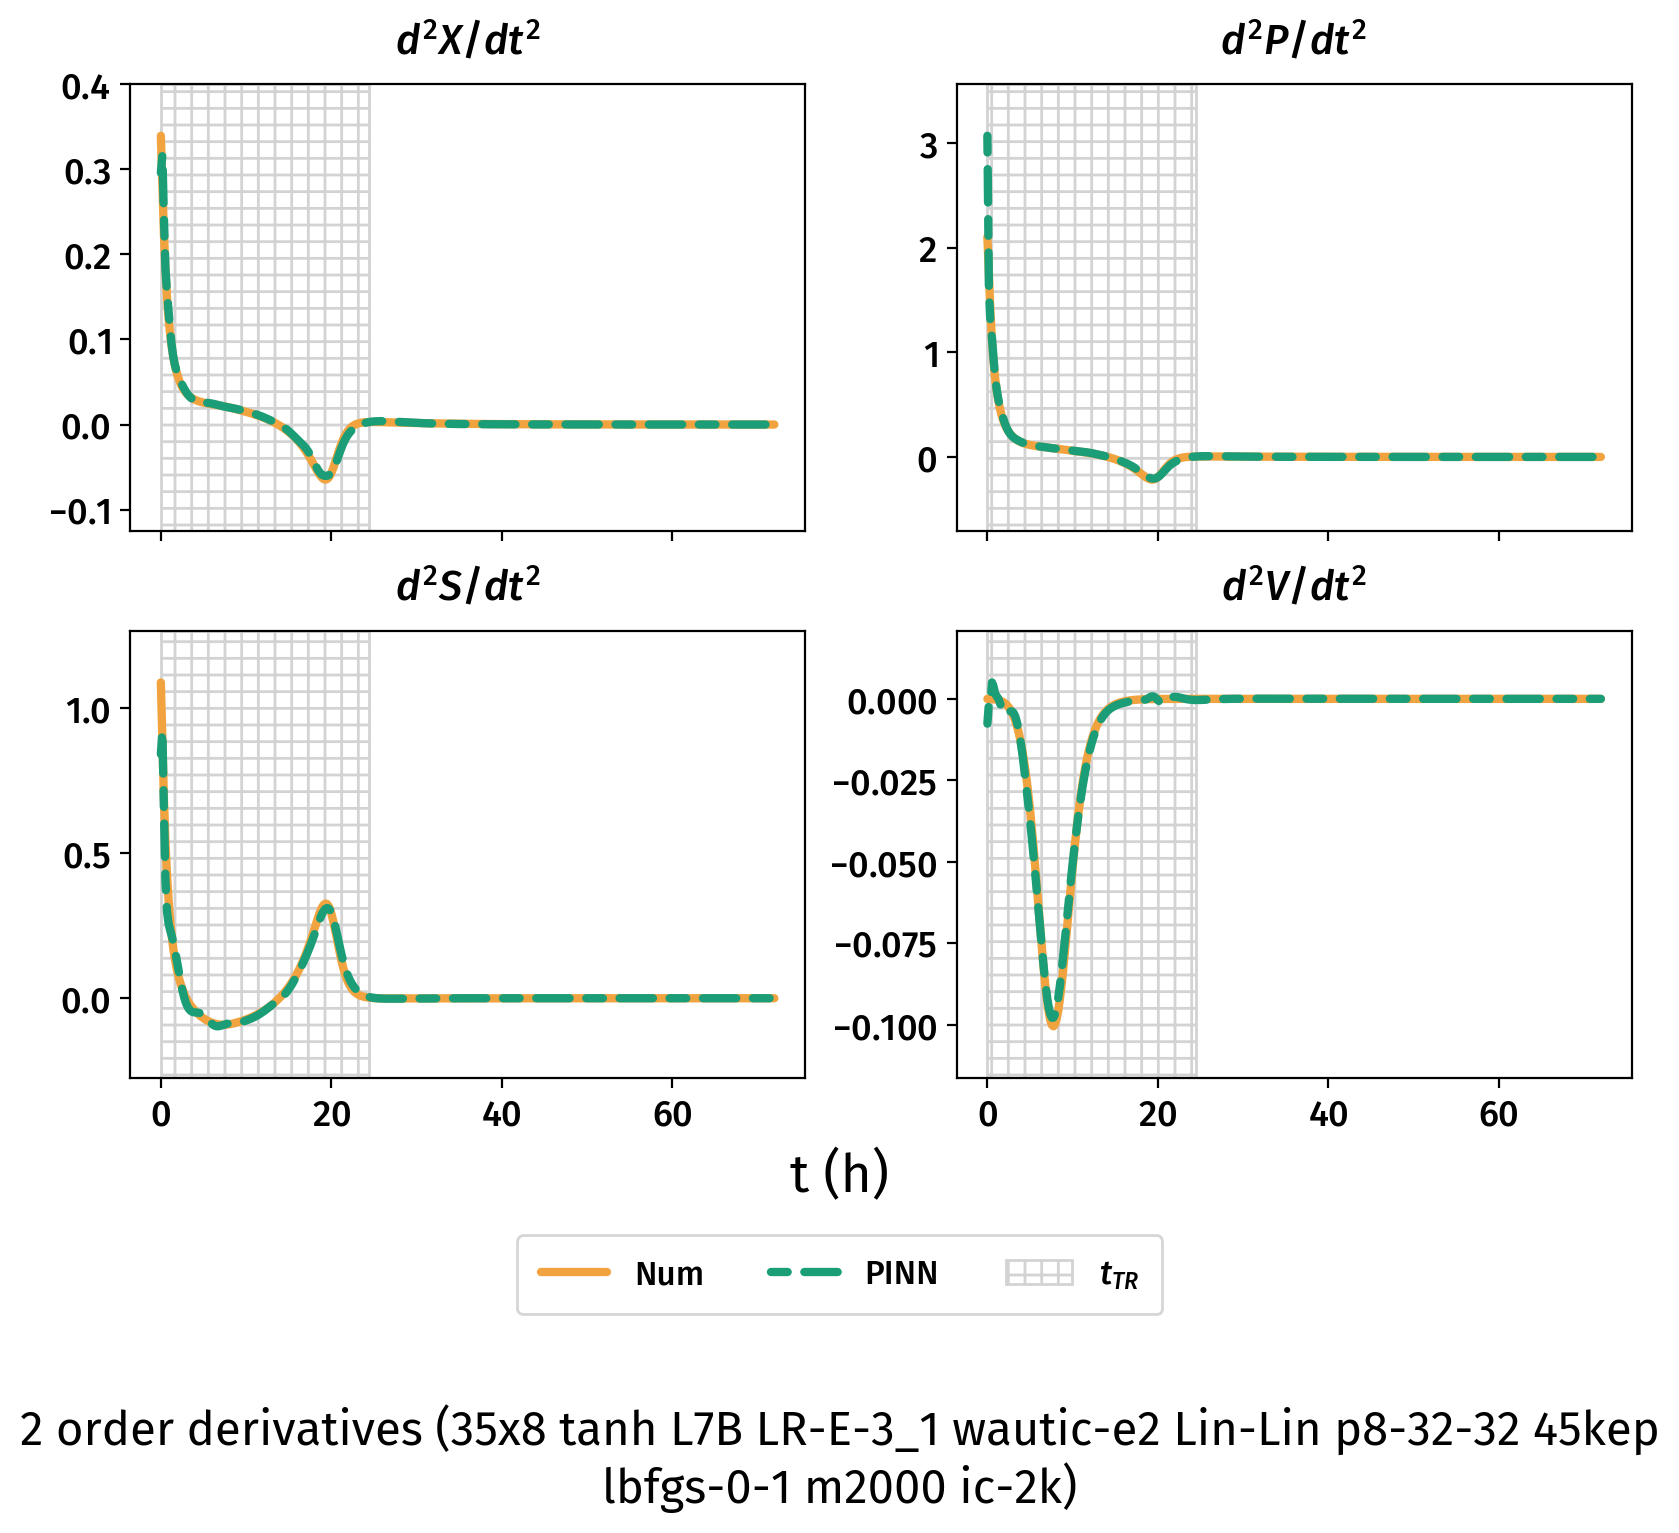 d²X/dt²
d²P/dt²
0.4
0.3
0.2
0.1
0.0
−0.1
3
2
1
0
d²S/dt²
d²V/dt²
1.0
0.5
0.0
0.000
−0.025
−0.050
−0.075
−0.100
0 20 40 60
0 20 40 60
t (h)
Num PINN t_TR
2 order derivatives (35x8 tanh L7B LR-E-3_1 wautic-e2 Lin-Lin p8-32-32 45kep
lbfgs-0-1 m2000 ic-2k)